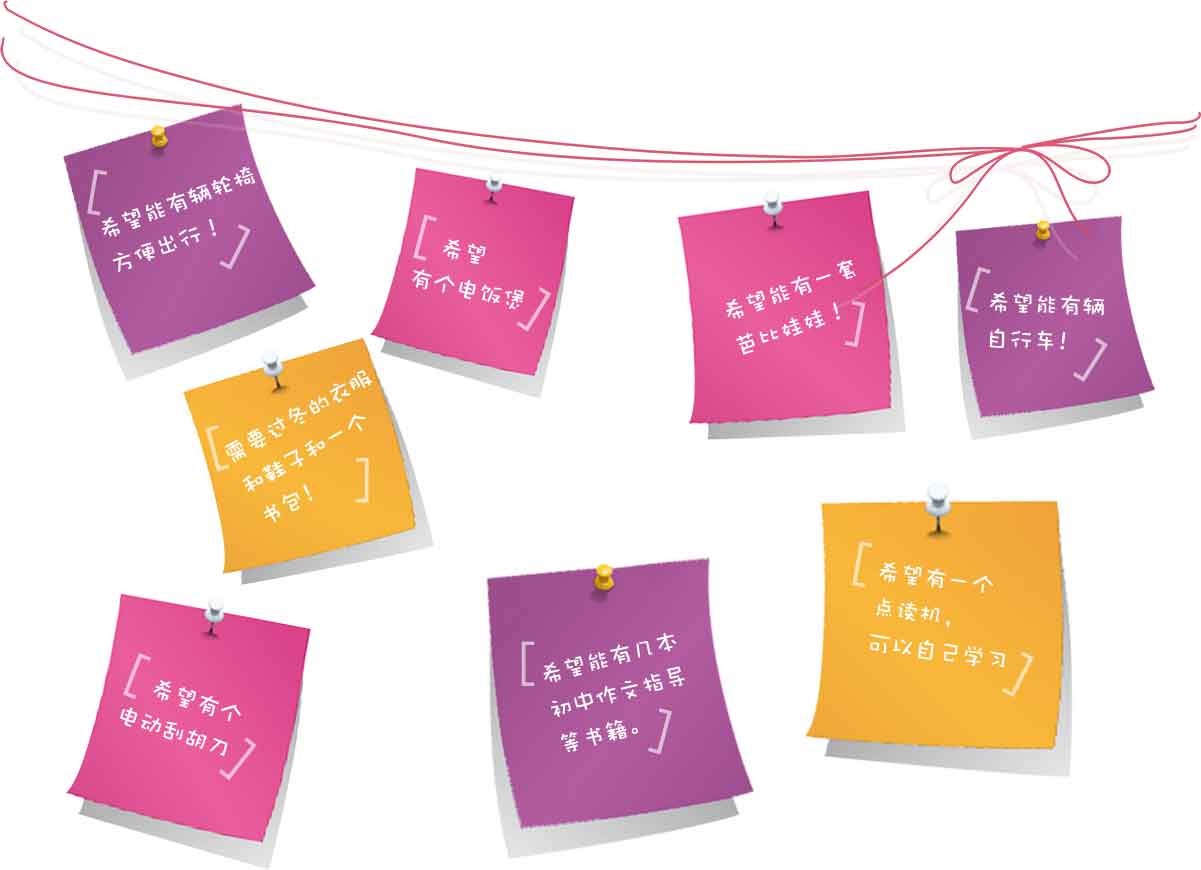 希望能有辆轮椅
方便出行！
希望
有个电饭煲
希望能有一套
芭比娃娃！
希望能有辆
自行车！
需要过冬的衣服
和鞋子和一个
书包！
希望有个
电动刮胡刀
希望能有几本
初中作文指导
等书籍。
希望有一个
点读机，
可以自己学习